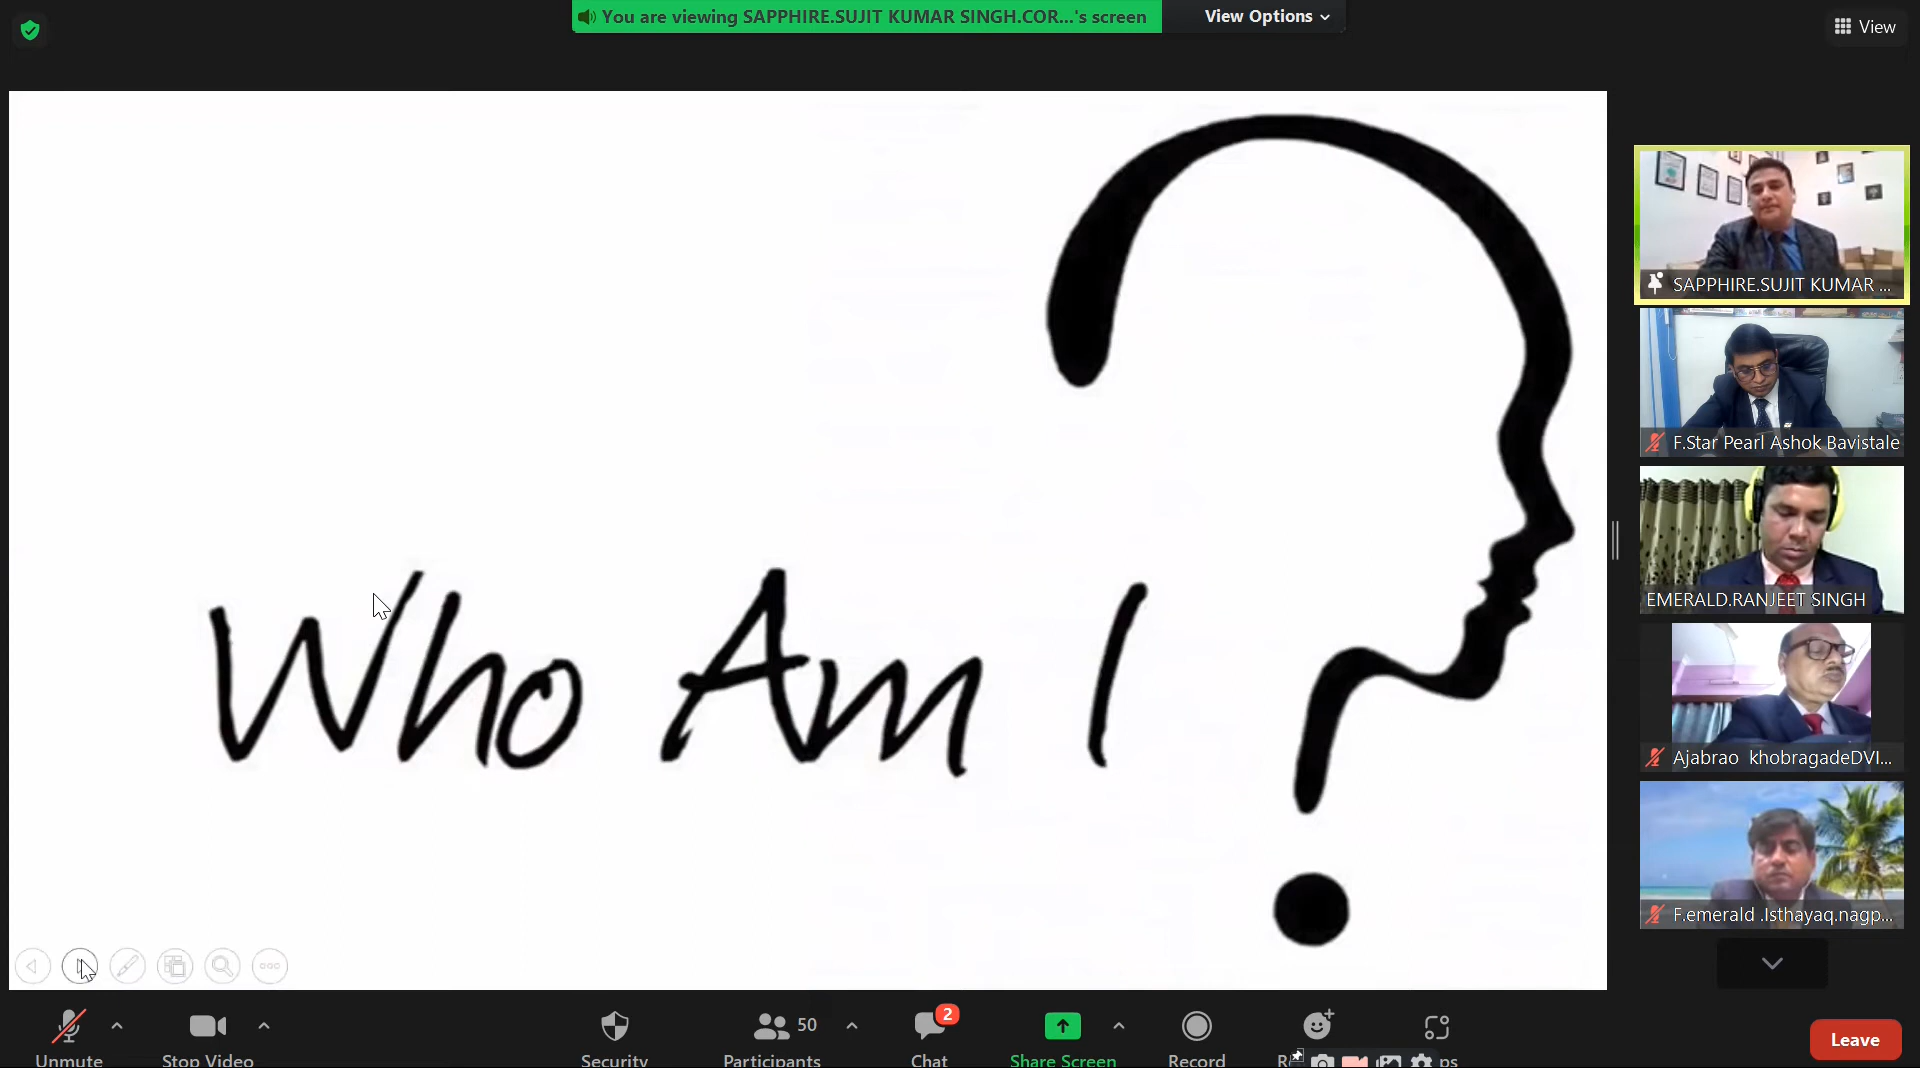 You are viewing SAPPHIRE.SUJIT KUMAR SINGH.COR...'s screen
View Options
View
Who Am I ?
SAPPHIRE.SUJIT KUMAR ...
F.Star Pearl Ashok Bavistale
EMERALD.RANJEET SINGH
Ajabrao khobragadeDVI...
F.emerald .Isthayaq.nagp...
Unmute
Stop Video
Security
50
Participants
2
Chat
Share Screen
Record
Leave